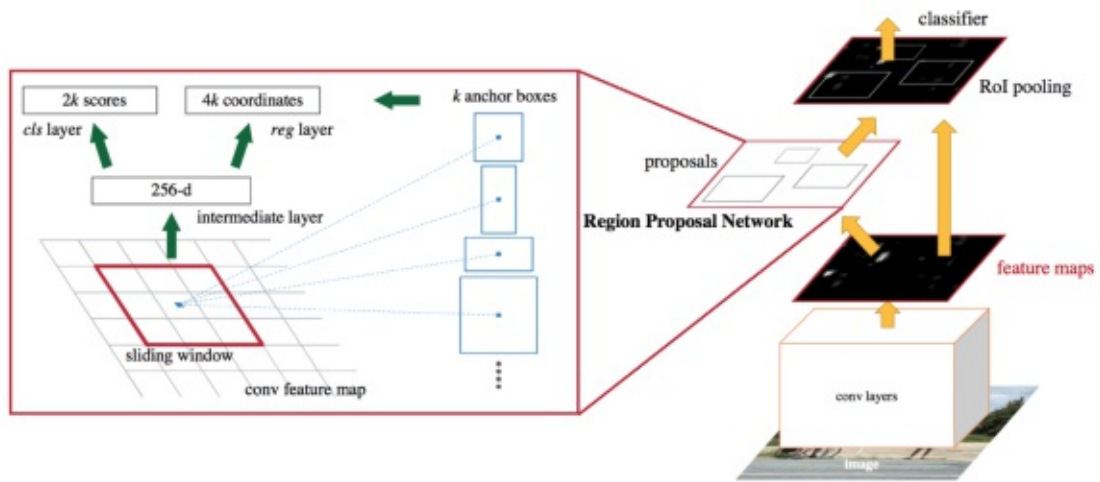 classifier
RoI pooling
2k scores
4k coordinates
k anchor boxes
cls layer
reg layer
proposals
256-d
intermediate layer
Region Proposal Network
feature maps
sliding window
conv feature map
conv layers
image